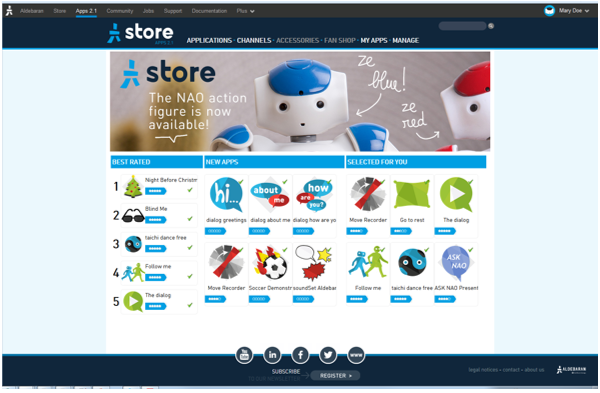 Aldebaran Store Apps 2.1 Community Jobs Support Documentation Plus Mary Doe
store
APPLICATIONS • CHANNELS • ACCESSORIES • FAN SHOP • MY APPS • MANAGE
store
The NAO action
figure is now
available!
ze
blue!
ze
red
BEST RATED
1 Night Before Christm
2 Blind Me
3 taichi dance free
4 Follow me
5 The dialog
NEW APPS
hi...
about
me
how
are
you?
dialog greetings dialog about me dialog how are yo
Move Recorder Soccer Demonstr soundSet Aldebar
SELECTED FOR YOU
Move Recorder Go to rest The dialog
ASK
NAO
Follow me taichi dance free ASK NAO Present
You
Tube
in
f
www
SUBSCRIBE
REGISTER »
legal notices • contact • about us
ALDEBARAN